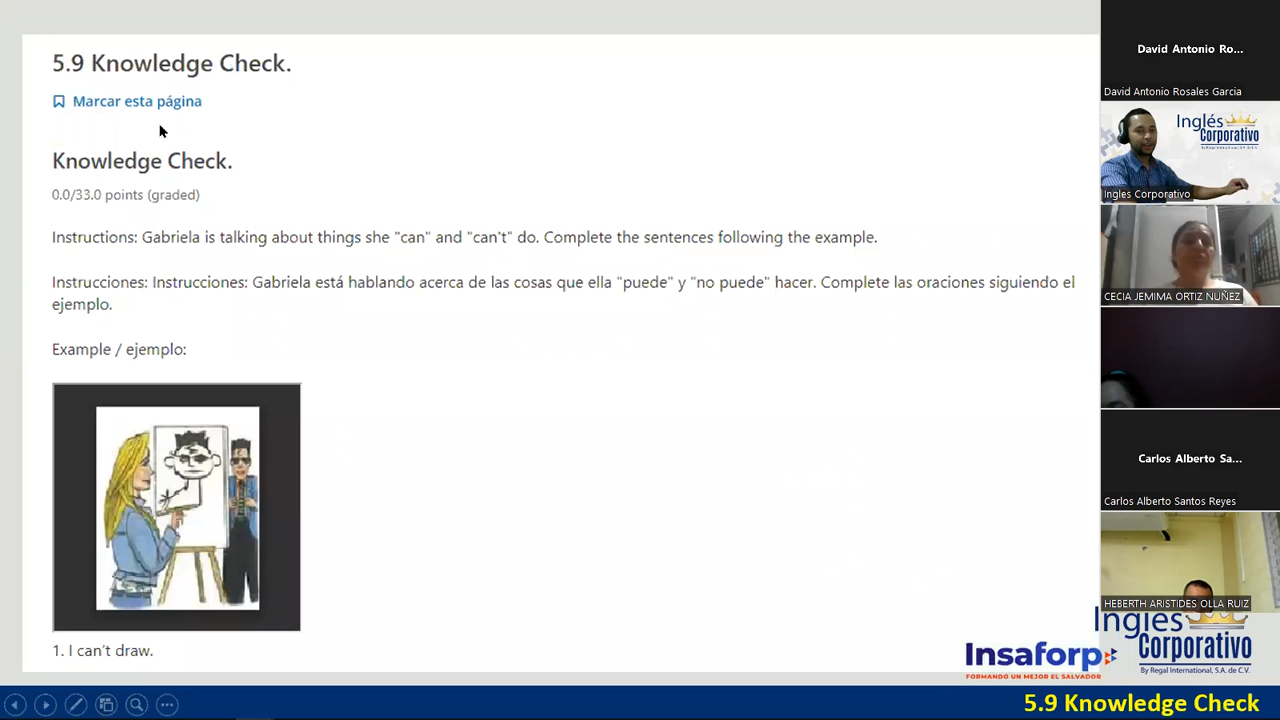 5.9 Knowledge Check.
Marcar esta página
Knowledge Check.
0.0/33.0 points (graded)
Instructions: Gabriela is talking about things she "can" and "can't" do. Complete the sentences following the example.
Instrucciones: Instrucciones: Gabriela está hablando acerca de las cosas que ella "puede" y "no puede" hacer. Complete las oraciones siguiendo el
ejemplo.
Example / ejemplo:
1. I can't draw.
Insaforp
FORMANDO UN MEJOR EL SALVADOR
David Antonio Ro...
David Antonio Rosales Garcia
Inglés
Corporativo
Ingles Corporativo
CECIA JEMIMA ORTIZ NUÑEZ
Carlos Alberto Sa...
Carlos Alberto Santos Reyes
HEBERTH ARISTIDES OLLA RUIZ
Inglés
Corporativo
By Regal International, S.A. de C.V.
5.9 Knowledge Check